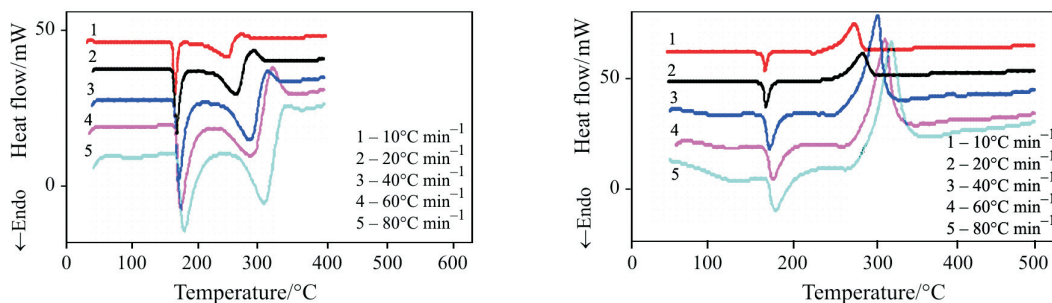 50
0
Heat flow/mW
←Endo
1
2
3
4
5
1 – 10°C min⁻¹
2 – 20°C min⁻¹
3 – 40°C min⁻¹
4 – 60°C min⁻¹
5 – 80°C min⁻¹
0 100 200 300 400 500 600
Temperature/°C
50
0
Heat flow/mW
←Endo
1
2
3
4
5
1 – 10°C min⁻¹
2 – 20°C min⁻¹
3 – 40°C min⁻¹
4 – 60°C min⁻¹
5 – 80°C min⁻¹
0 100 200 300 400 500
Temperature/°C